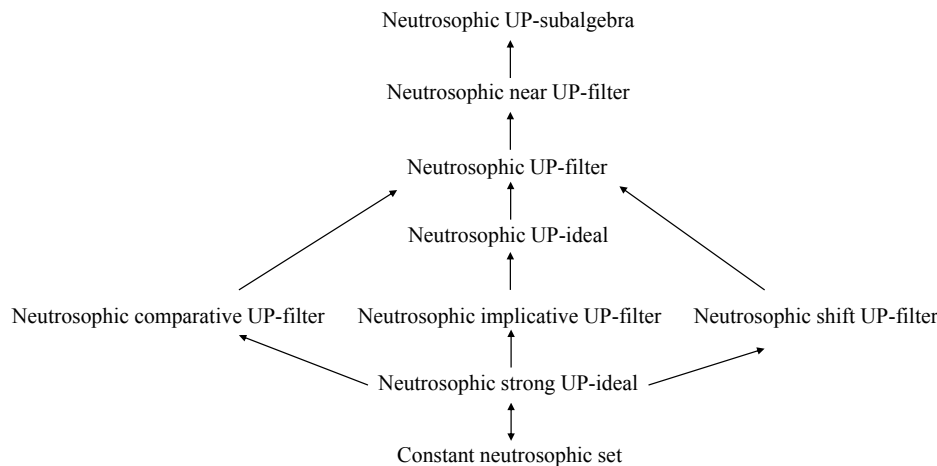 Neutrosophic UP-subalgebra
Neutrosophic near UP-filter
Neutrosophic UP-filter
Neutrosophic UP-ideal
Neutrosophic comparative UP-filter
Neutrosophic implicative UP-filter
Neutrosophic shift UP-filter
Neutrosophic strong UP-ideal
Constant neutrosophic set